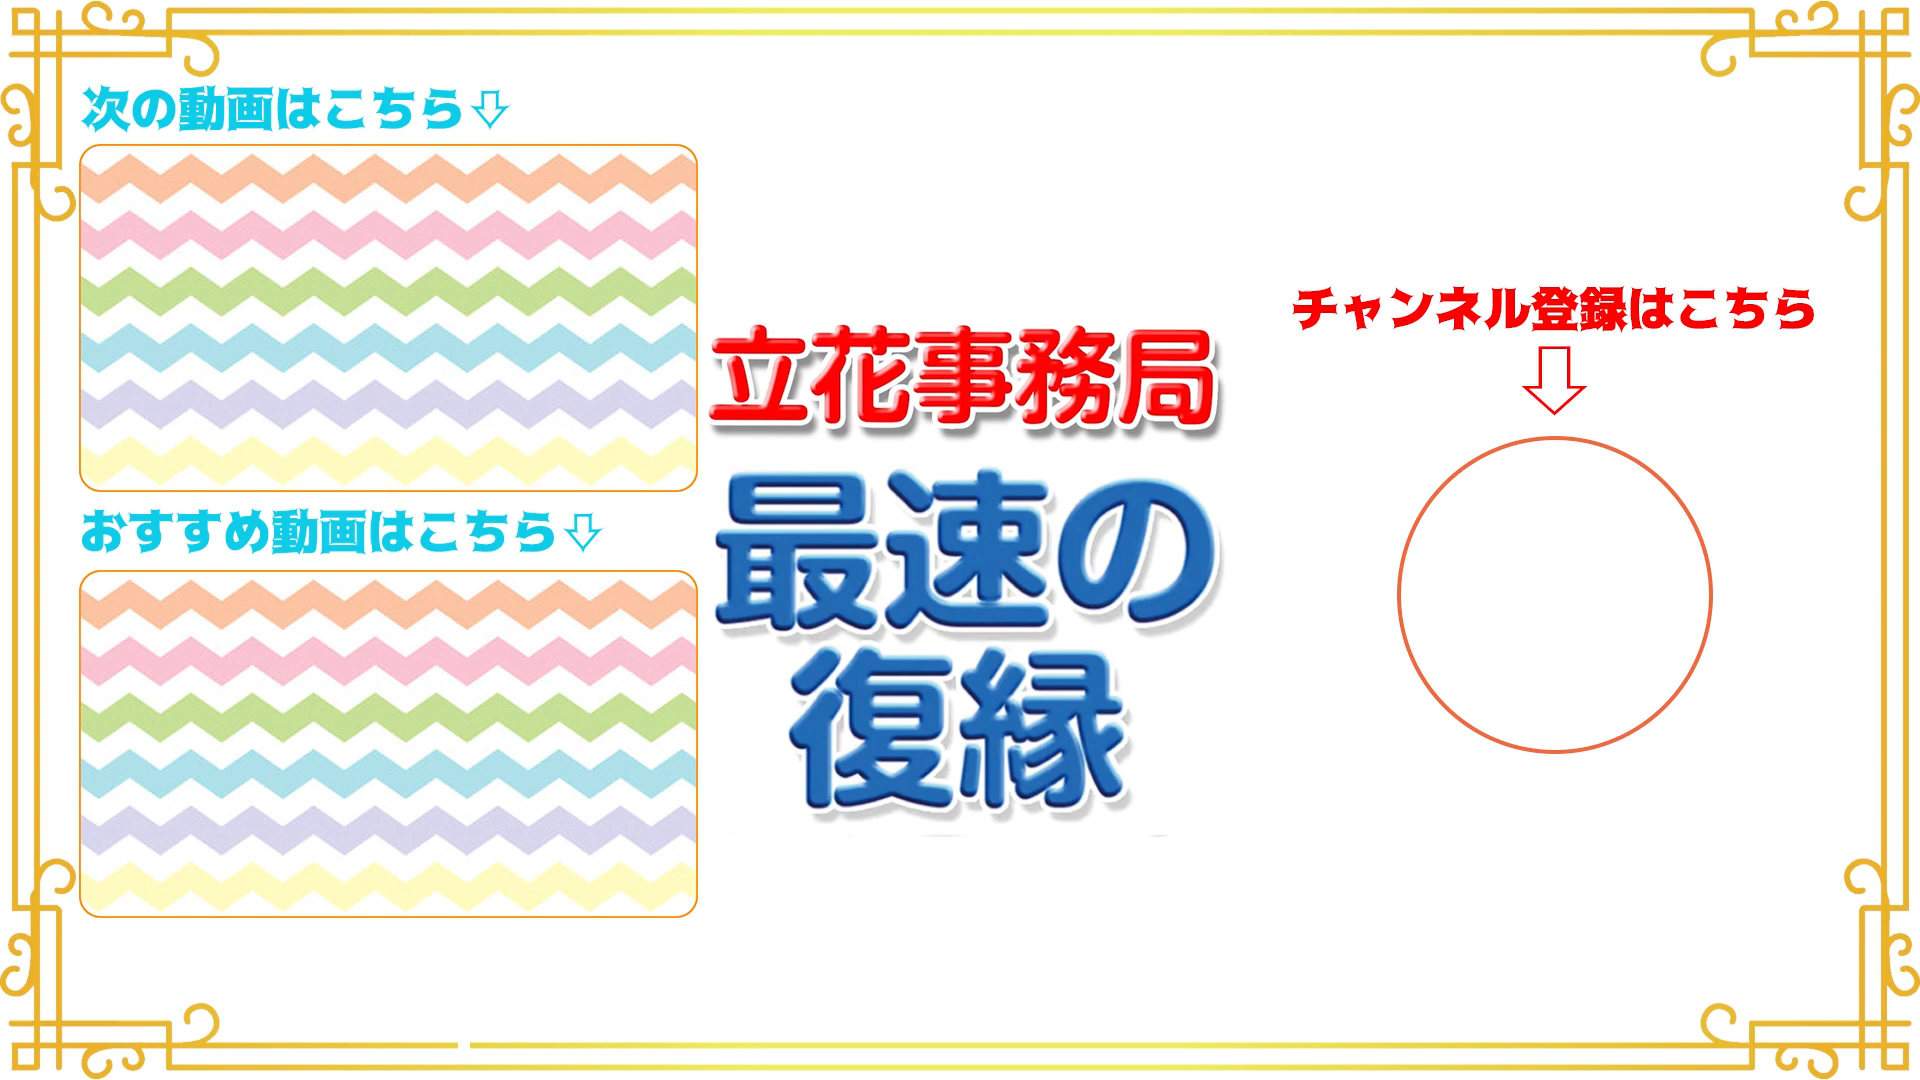 次の動画はこちら⇩
おすすめ動画はこちら⇩
立花事務局
最速の
復縁
チャンネル登録はこちら